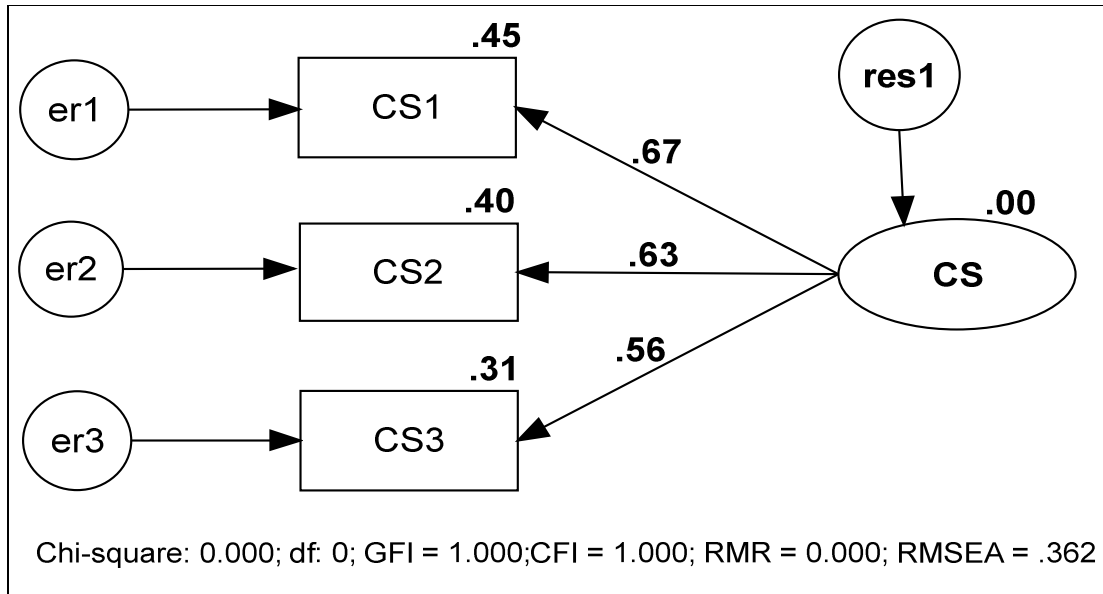 .45
res1
er1
CS1
.67
.40
.00
er2
CS2
.63
CS
.56
.31
er3
CS3
Chi-square: 0.000; df: 0; GFI = 1.000;CFI = 1.000; RMR = 0.000; RMSEA = .362